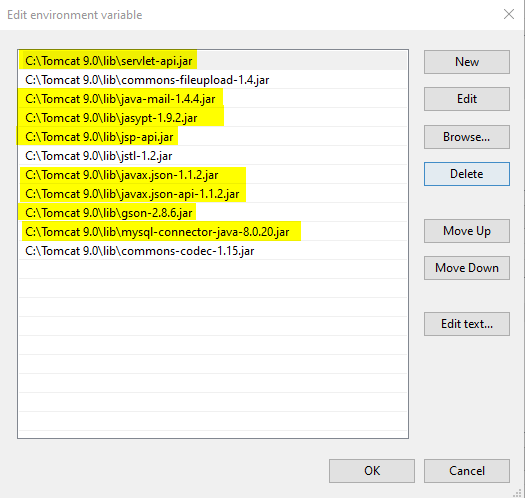 Edit environment variable
C:\Tomcat 9.0\lib\servlet-api.jar
C:\Tomcat 9.0\lib\commons-fileupload-1.4.jar
C:\Tomcat 9.0\lib\java-mail-1.4.4.jar
C:\Tomcat 9.0\lib\jasypt-1.9.2.jar
C:\Tomcat 9.0\lib\jsp-api.jar
C:\Tomcat 9.0\lib\jstl-1.2.jar
C:\Tomcat 9.0\lib\javax.json-1.1.2.jar
C:\Tomcat 9.0\lib\javax.json-api-1.1.2.jar
C:\Tomcat 9.0\lib\gson-2.8.6.jar
C:\Tomcat 9.0\lib\mysql-connector-java-8.0.20.jar
C:\Tomcat 9.0\lib\commons-codec-1.15.jar
New
Edit
Browse...
Delete
Move Up
Move Down
Edit text...
OK
Cancel